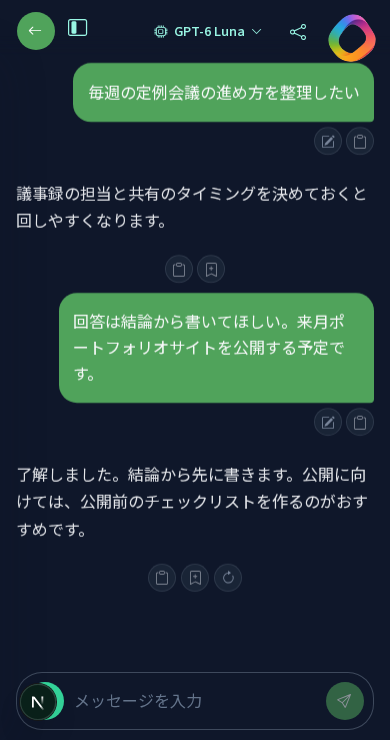 GPT-6 Luna
毎週の定例会議の進め方を整理したい
議事録の担当と共有のタイミングを決めておくと
回しやすくなります。
回答は結論から書いてほしい。来月ポ
ートフォリオサイトを公開する予定で
す。
了解しました。結論から先に書きます。公開に向
けては、公開前のチェックリストを作るのがおす
すめです。
N
メッセージを入力